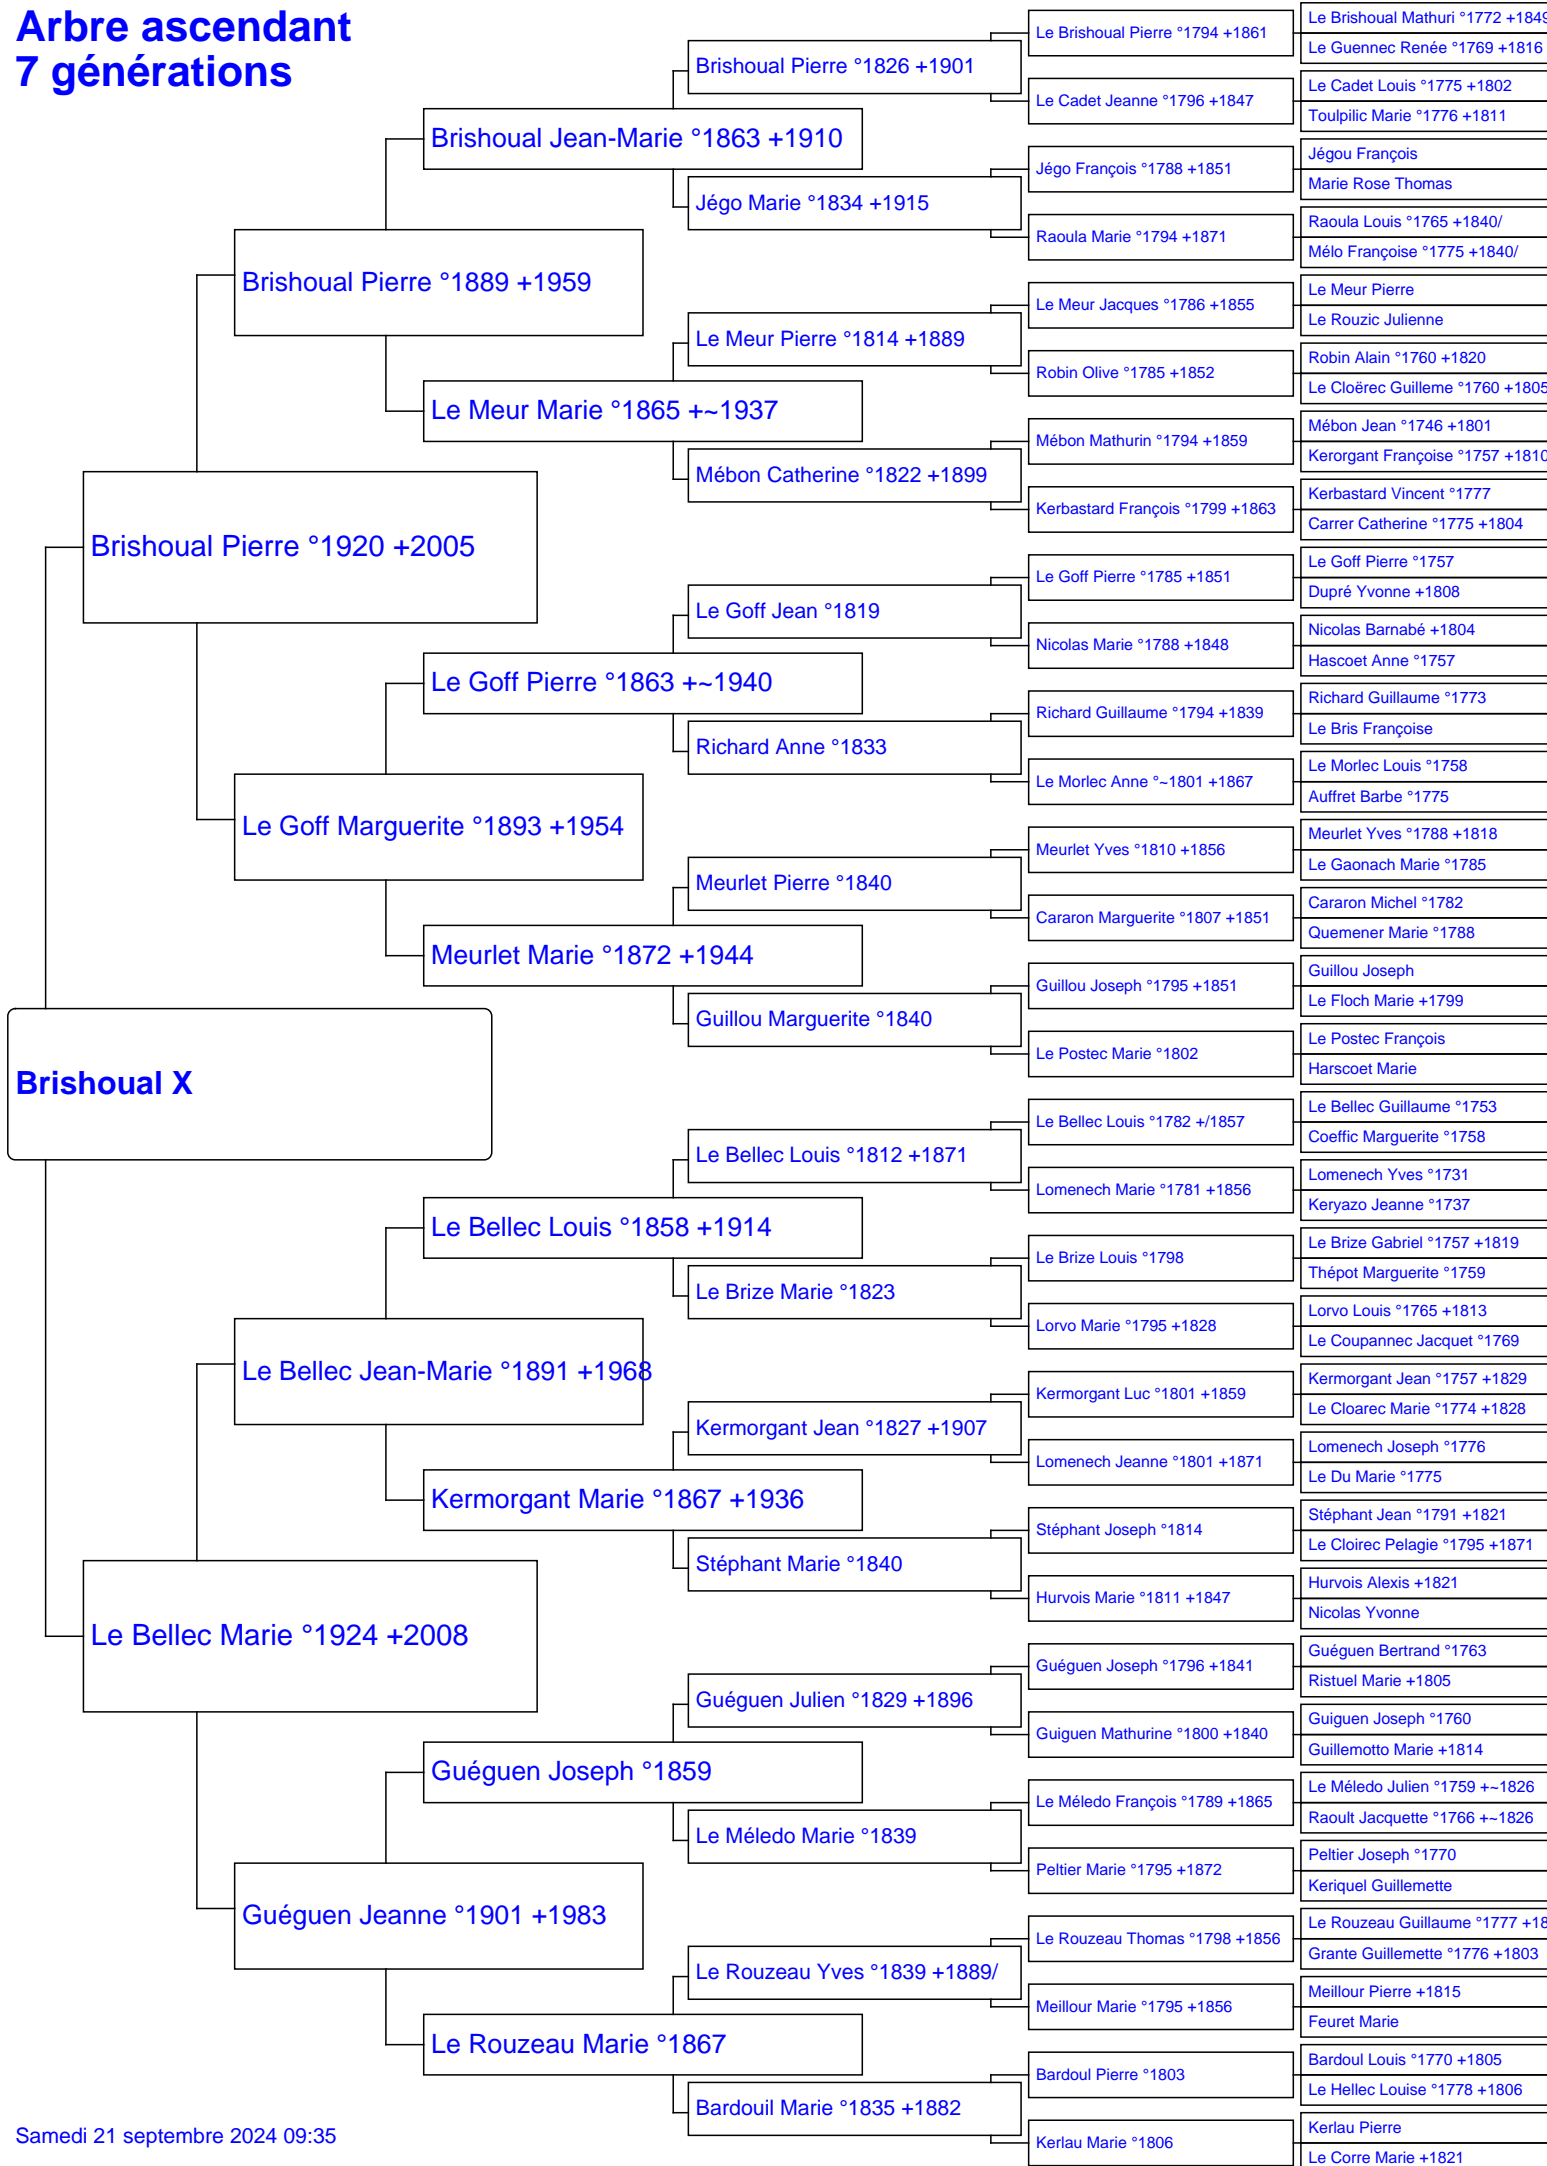 Arbre ascendant
7 générations
Brishoual X
Brishoual Pierre °1920 +2005
Le Bellec Marie °1924 +2008
Brishoual Pierre °1889 +1959
Le Goff Marguerite °1893 +1954
Le Bellec Jean-Marie °1891 +1968
Guéguen Jeanne °1901 +1983
Brishoual Jean-Marie °1863 +1910
Le Meur Marie °1865 +~1937
Le Goff Pierre °1863 +~1940
Meurlet Marie °1872 +1944
Le Bellec Louis °1858 +1914
Kermorgant Marie °1867 +1936
Guéguen Joseph °1859
Le Rouzeau Marie °1867
Brishoual Pierre °1826 +1901
Jégo Marie °1834 +1915
Le Meur Pierre °1814 +1889
Mébon Catherine °1822 +1899
Le Goff Jean °1819
Richard Anne °1833
Meurlet Pierre °1840
Guillou Marguerite °1840
Le Bellec Louis °1812 +1871
Le Brize Marie °1823
Kermorgant Jean °1827 +1907
Stéphant Marie °1840
Guéguen Julien °1829 +1896
Le Méledo Marie °1839
Le Rouzeau Yves °1839 +1889/
Bardouil Marie °1835 +1882
Le Brishoual Pierre °1794 +1861
Le Cadet Jeanne °1796 +1847
Jégo François °1788 +1851
Raoula Marie °1794 +1871
Le Meur Jacques °1786 +1855
Robin Olive °1785 +1852
Mébon Mathurin °1794 +1859
Kerbastard François °1799 +1863
Le Goff Pierre °1785 +1851
Nicolas Marie °1788 +1848
Richard Guillaume °1794 +1839
Le Morlec Anne °~1801 +1867
Meurlet Yves °1810 +1856
Cararon Marguerite °1807 +1851
Guillou Joseph °1795 +1851
Le Postec Marie °1802
Le Bellec Louis °1782 +/1857
Lomenech Marie °1781 +1856
Le Brize Louis °1798
Lorvo Marie °1795 +1828
Kermorgant Luc °1801 +1859
Lomenech Jeanne °1801 +1871
Stéphant Joseph °1814
Hurvois Marie °1811 +1847
Guéguen Joseph °1796 +1841
Guiguen Mathurine °1800 +1840
Le Méledo François °1789 +1865
Peltier Marie °1795 +1872
Le Rouzeau Thomas °1798 +1856
Meillour Marie °1795 +1856
Bardoul Pierre °1803
Kerlau Marie °1806
Le Brishoual Mathuri °1772 +1849
Le Guennec Renée °1769 +1816
Le Cadet Louis °1775 +1802
Toulpilic Marie °1776 +1811
Jégou François
Marie Rose Thomas
Raoula Louis °1765 +1840/
Mélo Françoise °1775 +1840/
Le Meur Pierre
Le Rouzic Julienne
Robin Alain °1760 +1820
Le Cloërec Guilleme °1760 +1805
Mébon Jean °1746 +1801
Kerorgant Françoise °1757 +1810
Kerbastard Vincent °1777
Carrer Catherine °1775 +1804
Le Goff Pierre °1757
Dupré Yvonne +1808
Nicolas Barnabé +1804
Hascoet Anne °1757
Richard Guillaume °1773
Le Bris Françoise
Le Morlec Louis °1758
Auffret Barbe °1775
Meurlet Yves °1788 +1818
Le Gaonach Marie °1785
Cararon Michel °1782
Quemener Marie °1788
Guillou Joseph
Le Floch Marie +1799
Le Postec François
Harscoet Marie
Le Bellec Guillaume °1753
Coeffic Marguerite °1758
Lomenech Yves °1731
Keryazo Jeanne °1737
Le Brize Gabriel °1757 +1819
Thépot Marguerite °1759
Lorvo Louis °1765 +1813
Le Coupannec Jacquet °1769
Kermorgant Jean °1757 +1829
Le Cloarec Marie °1774 +1828
Lomenech Joseph °1776
Le Du Marie °1775
Stéphant Jean °1791 +1821
Le Cloirec Pelagie °1795 +1871
Hurvois Alexis +1821
Nicolas Yvonne
Guéguen Bertrand °1763
Ristuel Marie +1805
Guiguen Joseph °1760
Guillemotto Marie +1814
Le Méledo Julien °1759 +~1826
Raoult Jacquette °1766 +~1826
Peltier Joseph °1770
Keriquel Guillemette
Le Rouzeau Guillaume °1777 +18
Grante Guillemette °1776 +1803
Meillour Pierre +1815
Feuret Marie
Bardoul Louis °1770 +1805
Le Hellec Louise °1778 +1806
Kerlau Pierre
Le Corre Marie +1821
Samedi 21 septembre 2024 09:35